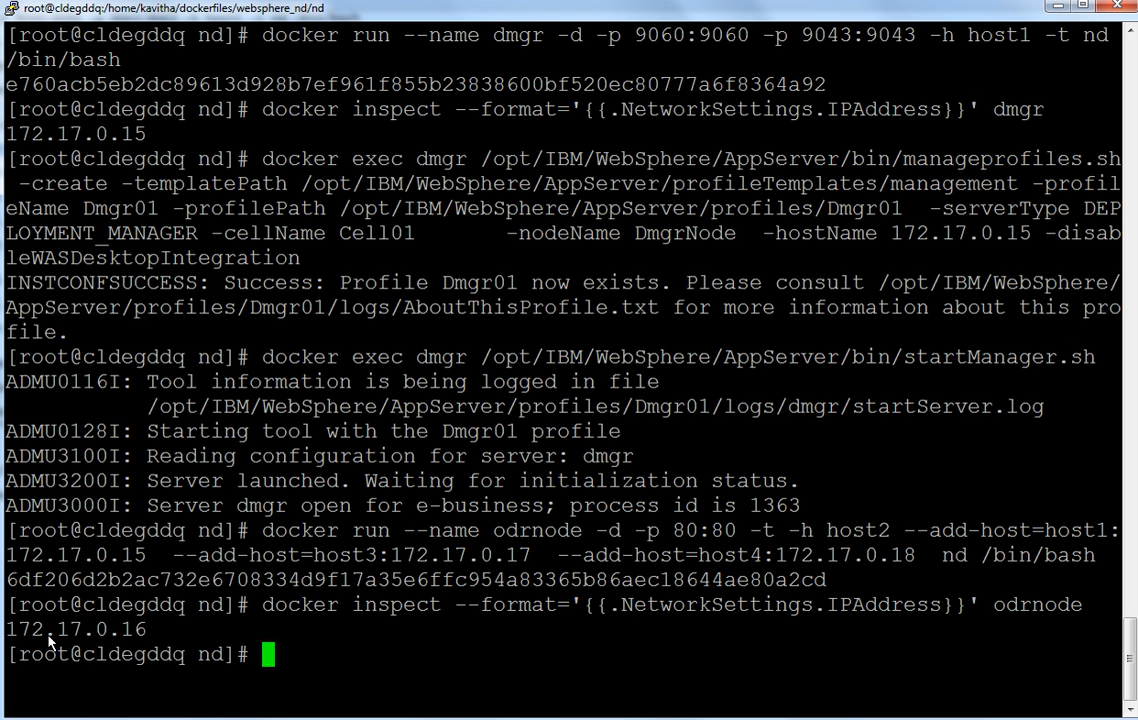 root@cldegddq:/home/kavitha/dockerfiles/websphere_nd/nd
[root@cldegddq nd]# docker run --name dmgr -d -p 9060:9060 -p 9043:9043 -h host1 -t nd
/bin/bash
e760acb5eb2dc89613d928b7ef961f855b23838600bf520ec80777a6f8364a92
[root@cldegddq nd]# docker inspect --format='{{.NetworkSettings.IPAddress}}' dmgr
172.17.0.15
[root@cldegddq nd]# docker exec dmgr /opt/IBM/WebSphere/AppServer/bin/manageprofiles.sh
 -create -templatePath /opt/IBM/WebSphere/AppServer/profileTemplates/management -profil
eName Dmgr01 -profilePath /opt/IBM/WebSphere/AppServer/profiles/Dmgr01  -serverType DEP
LOYMENT_MANAGER -cellName Cell01       -nodeName DmgrNode  -hostName 172.17.0.15 -disab
leWASDesktopIntegration
INSTCONFSUCCESS: Success: Profile Dmgr01 now exists. Please consult /opt/IBM/WebSphere/
AppServer/profiles/Dmgr01/logs/AboutThisProfile.txt for more information about this pro
file.
[root@cldegddq nd]# docker exec dmgr /opt/IBM/WebSphere/AppServer/bin/startManager.sh
ADMU0116I: Tool information is being logged in file
           /opt/IBM/WebSphere/AppServer/profiles/Dmgr01/logs/dmgr/startServer.log
ADMU0128I: Starting tool with the Dmgr01 profile
ADMU3100I: Reading configuration for server: dmgr
ADMU3200I: Server launched. Waiting for initialization status.
ADMU3000I: Server dmgr open for e-business; process id is 1363
[root@cldegddq nd]# docker run --name odrnode -d -p 80:80 -t -h host2 --add-host=host1:
172.17.0.15  --add-host=host3:172.17.0.17  --add-host=host4:172.17.0.18  nd /bin/bash
6df206d2b2ac732e6708334d9f17a35e6ffc954a83365b86aec18644ae80a2cd
[root@cldegddq nd]# docker inspect --format='{{.NetworkSettings.IPAddress}}' odrnode
172.17.0.16
[root@cldegddq nd]#